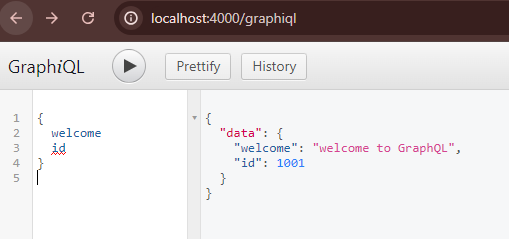 localhost:4000/graphiql
GraphiQL Prettify History
1 {
2 welcome
3 id
4 }
5
{
"data": {
"welcome": "welcome to GraphQL",
"id": 1001
}
}